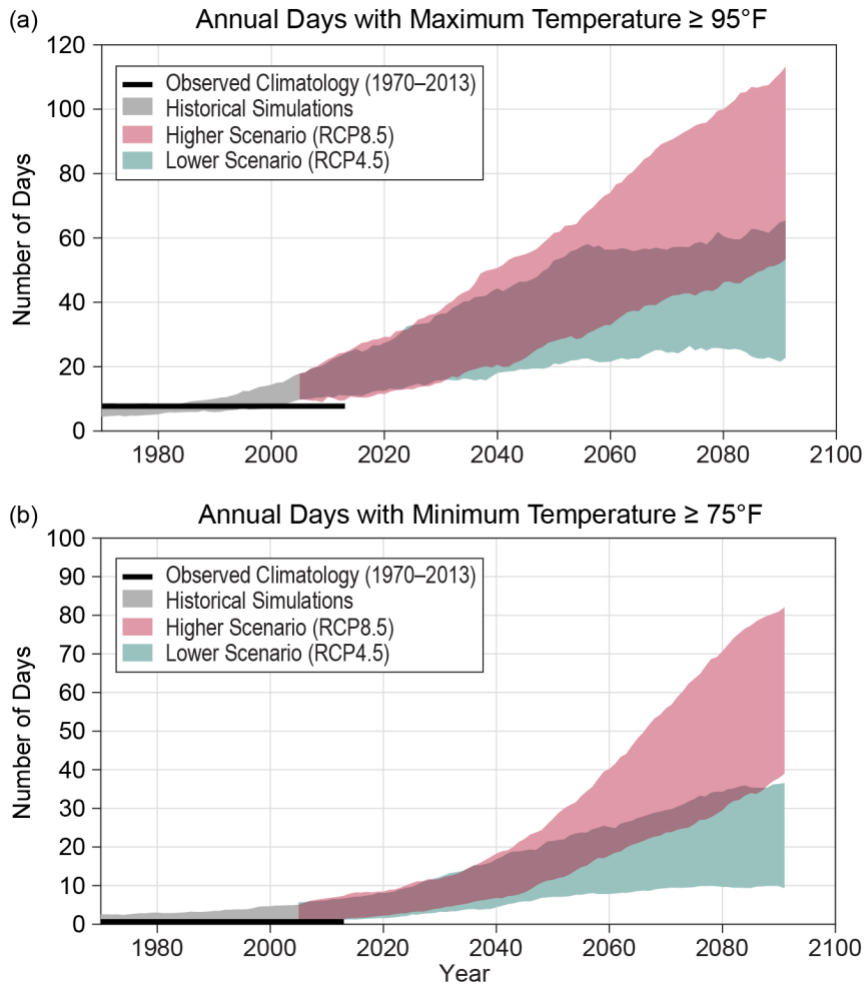 (a) Annual Days with Maximum Temperature ≥ 95°F
120
100
80
60
40
20
0
Number of Days
Observed Climatology (1970–2013)
Historical Simulations
Higher Scenario (RCP8.5)
Lower Scenario (RCP4.5)
1980 2000 2020 2040 2060 2080 2100
(b) Annual Days with Minimum Temperature ≥ 75°F
100
90
80
70
60
50
40
30
20
10
0
Number of Days
Observed Climatology (1970–2013)
Historical Simulations
Higher Scenario (RCP8.5)
Lower Scenario (RCP4.5)
1980 2000 2020 2040 2060 2080 2100
Year